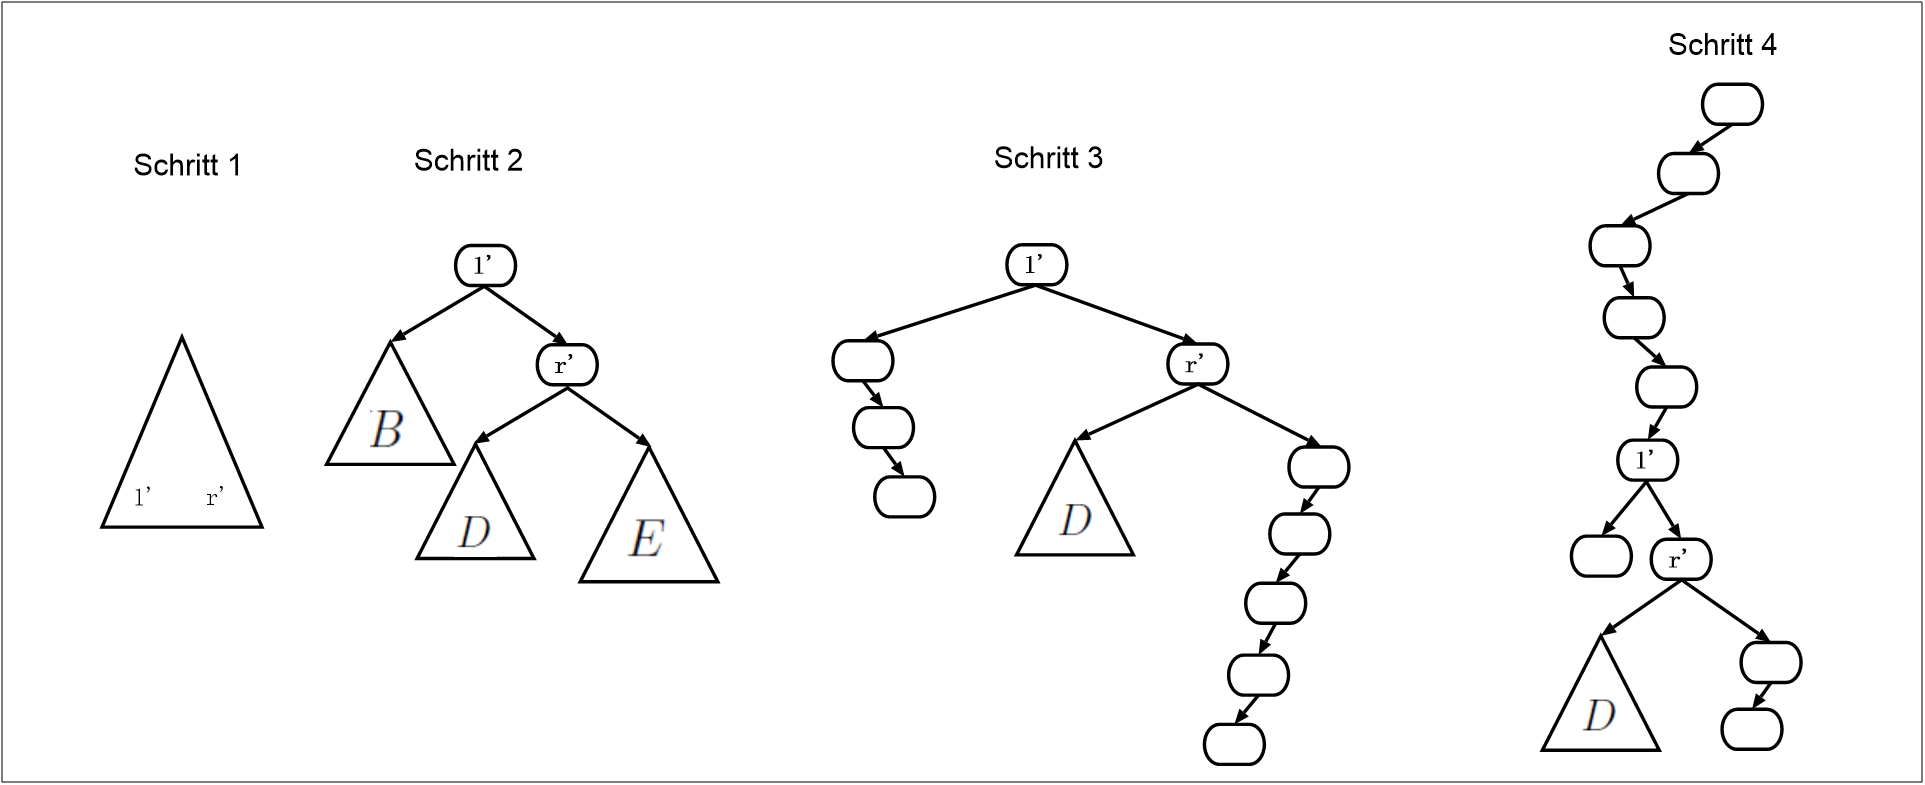 Schritt 1
l' r'
Schritt 2
l'
r'
B
D
E
Schritt 3
l'
r'
D
Schritt 4
l'
r'
D